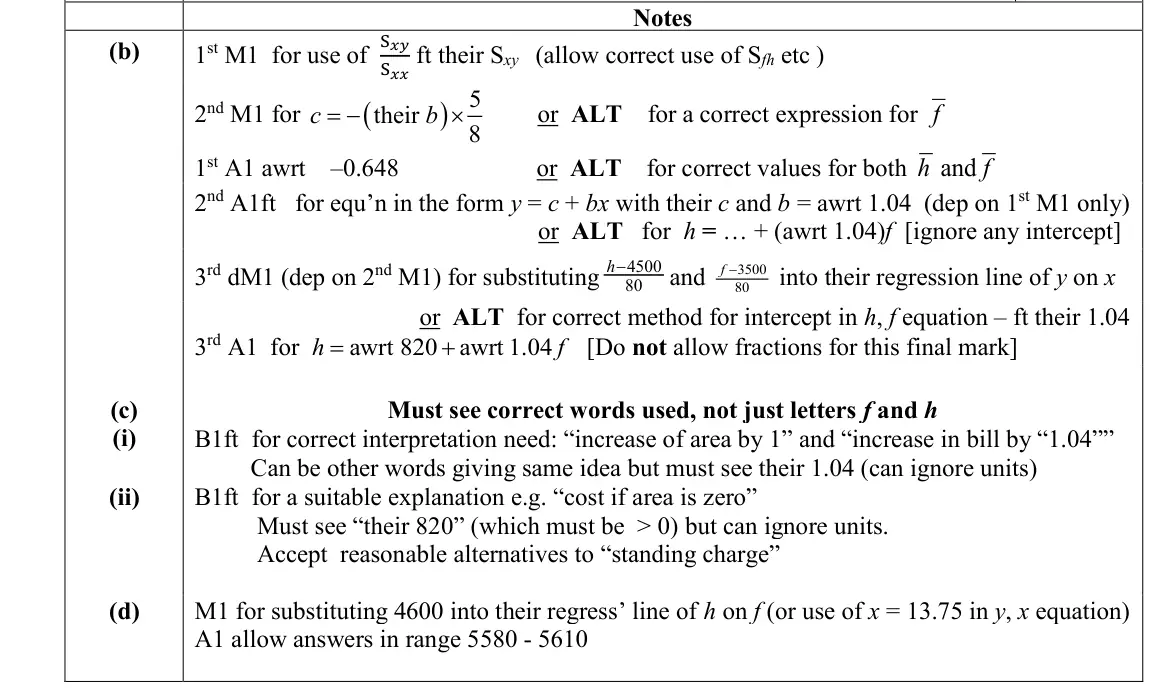 Notes
(b) 1st M1 for use of Sxy/Sxx ft their Sxy (allow correct use of Sfh etc )
2nd M1 for c = −(their b)×5/8 or ALT for a correct expression for f̅
1st A1 awrt –0.648 or ALT for correct values for both h̅ and f̅
2nd A1ft for equ’n in the form y = c + bx with their c and b = awrt 1.04 (dep on 1st M1 only)
or ALT for h = … + (awrt 1.04)f [ignore any intercept]
3rd dM1 (dep on 2nd M1) for substituting h−4500/80 and f−3500/80 into their regression line of y on x
or ALT for correct method for intercept in h, f equation – ft their 1.04
3rd A1 for h = awrt 820 + awrt 1.04 f [Do not allow fractions for this final mark]
(c) Must see correct words used, not just letters f and h
(i) B1ft for correct interpretation need: “increase of area by 1” and “increase in bill by “1.04””
Can be other words giving same idea but must see their 1.04 (can ignore units)
(ii) B1ft for a suitable explanation e.g. “cost if area is zero”
Must see “their 820” (which must be > 0) but can ignore units.
Accept reasonable alternatives to “standing charge”
(d) M1 for substituting 4600 into their regress’ line of h on f (or use of x = 13.75 in y, x equation)
A1 allow answers in range 5580 - 5610